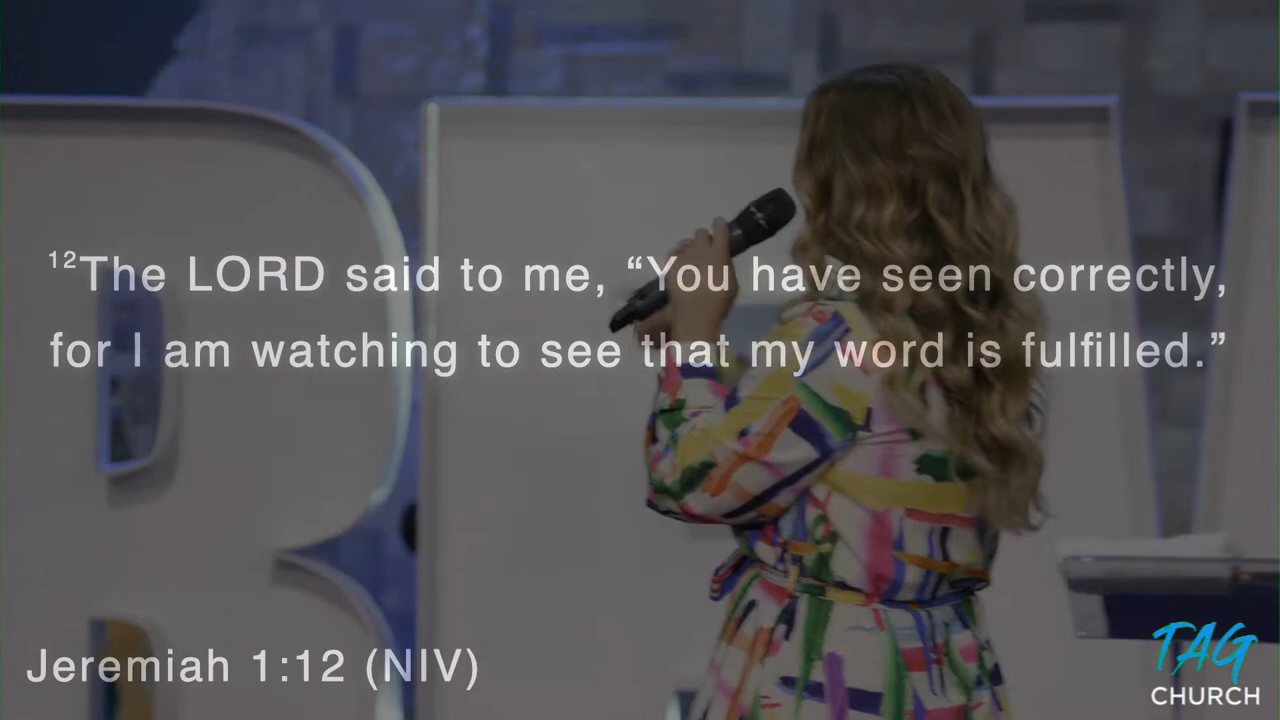 ¹²The LORD said to me, “You have seen correctly,
for I am watching to see that my word is fulfilled.”
Jeremiah 1:12 (NIV)
TAG
CHURCH